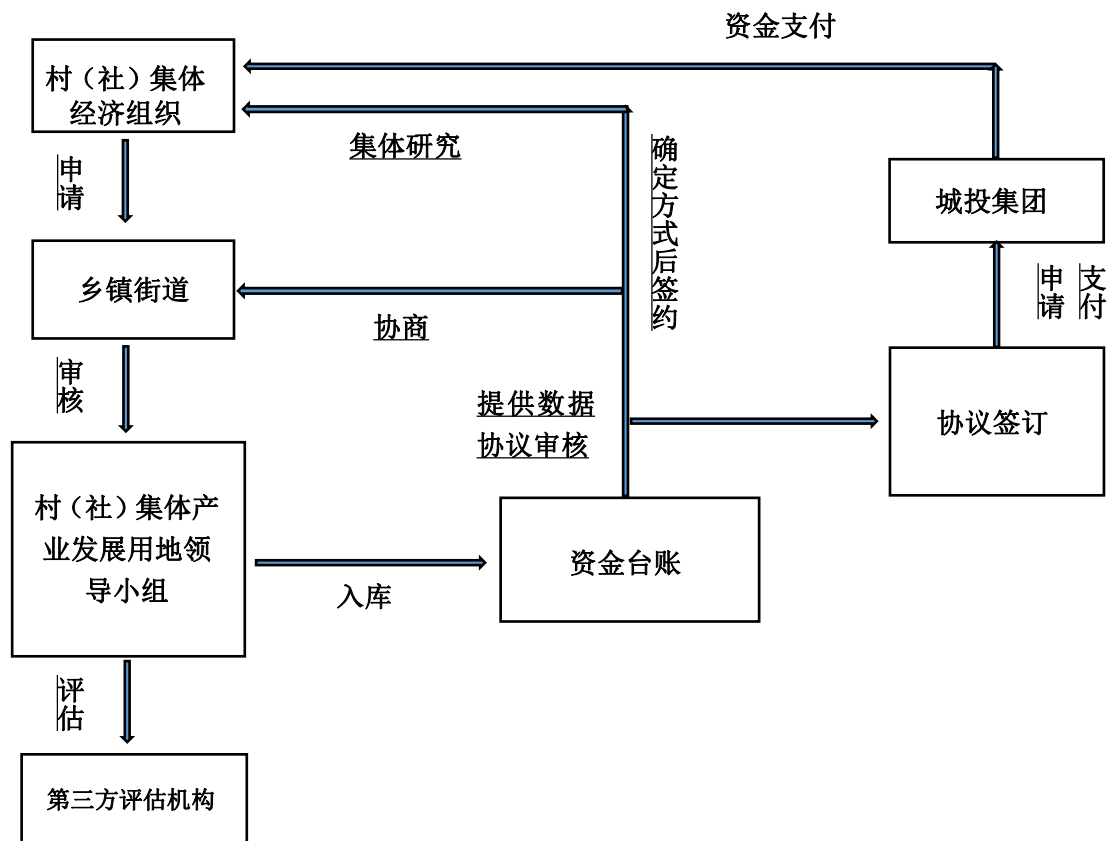 资金支付
村（社）集体
经济组织
集体研究
申请
确定方式后签约
城投集团
乡镇街道
协商
申请
支付
审核
提供数据
协议审核
协议签订
村（社）集体产
业发展用地领
导小组
入库
资金台账
评估
第三方评估机构